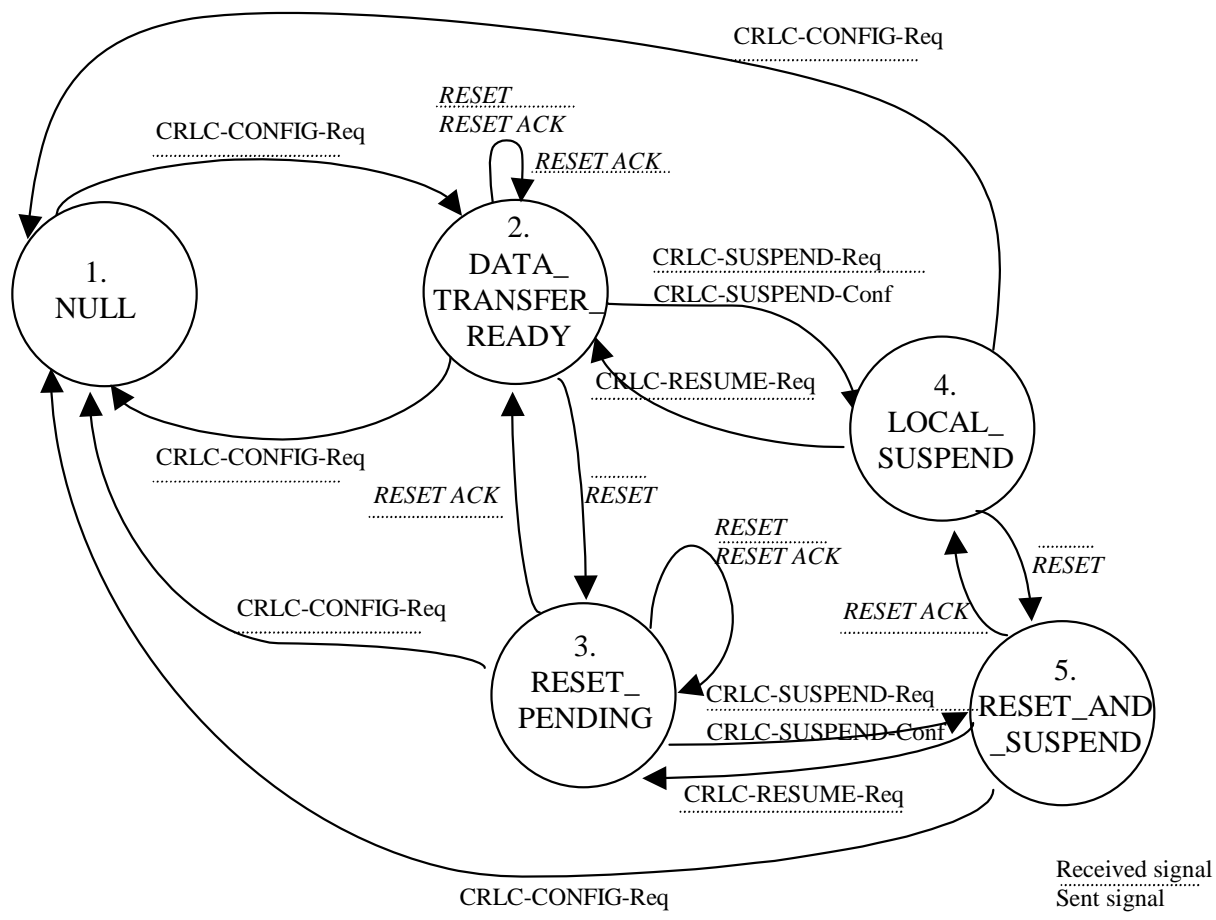 CRLC-CONFIG-Req
RESET
RESET ACK
CRLC-CONFIG-Req
RESET ACK
1.
NULL
2.
DATA_
TRANSFER_
READY
CRLC-SUSPEND-Req
CRLC-SUSPEND-Conf
CRLC-RESUME-Req
4.
LOCAL_
SUSPEND
CRLC-CONFIG-Req
RESET ACK
RESET
RESET
RESET ACK
RESET
CRLC-CONFIG-Req
RESET ACK
3.
RESET_
PENDING
CRLC-SUSPEND-Req
CRLC-SUSPEND-Conf
5.
RESET_AND
_SUSPEND
CRLC-RESUME-Req
CRLC-CONFIG-Req
Received signal
Sent signal